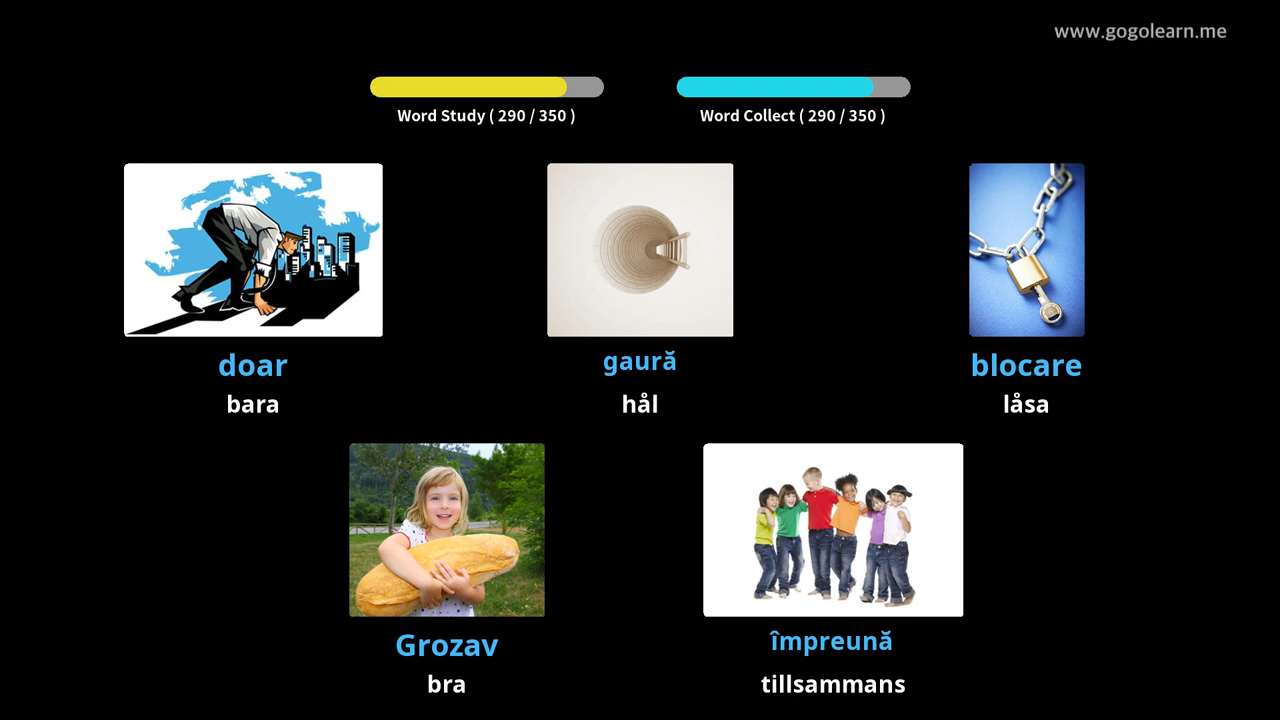 www.gogolearn.me
Word Study ( 290 / 350 )
Word Collect ( 290 / 350 )
doar
bara
gaură
hål
blocare
låsa
Grozav
bra
împreună
tillsammans